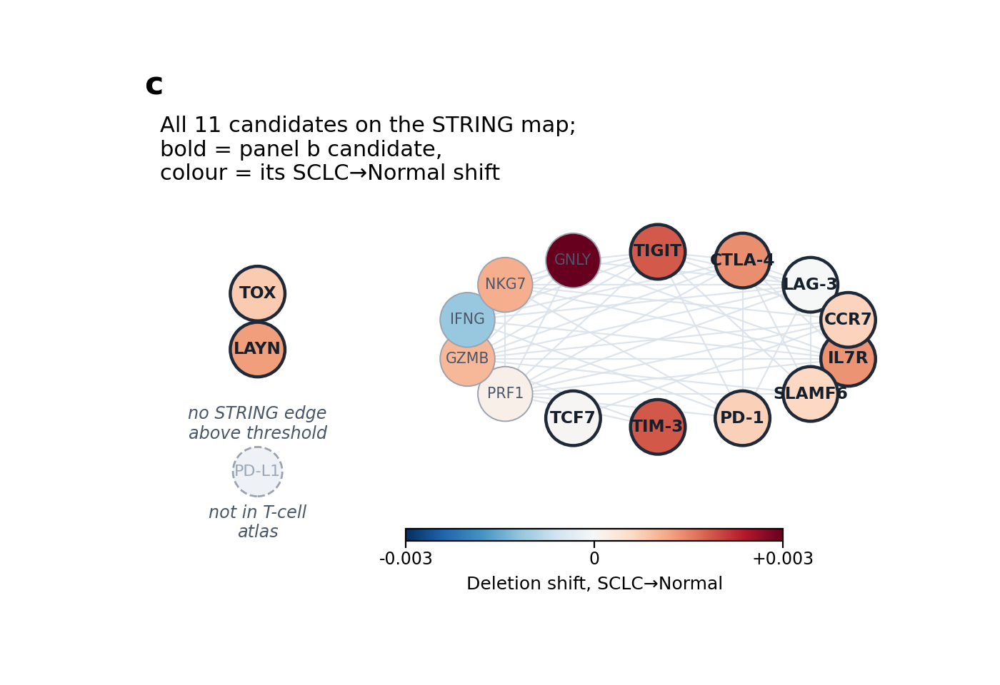 c
All 11 candidates on the STRING map;
bold = panel b candidate,
colour = its SCLC→Normal shift
GNLY
TIGIT
CTLA-4
NKG7
LAG-3
TOX
IFNG
CCR7
LAYN
GZMB
IL7R
PRF1
SLAMF6
TCF7
TIM-3
PD-1
no STRING edge
above threshold
PD-L1
not in T-cell
atlas
-0.003
0
+0.003
Deletion shift, SCLC→Normal